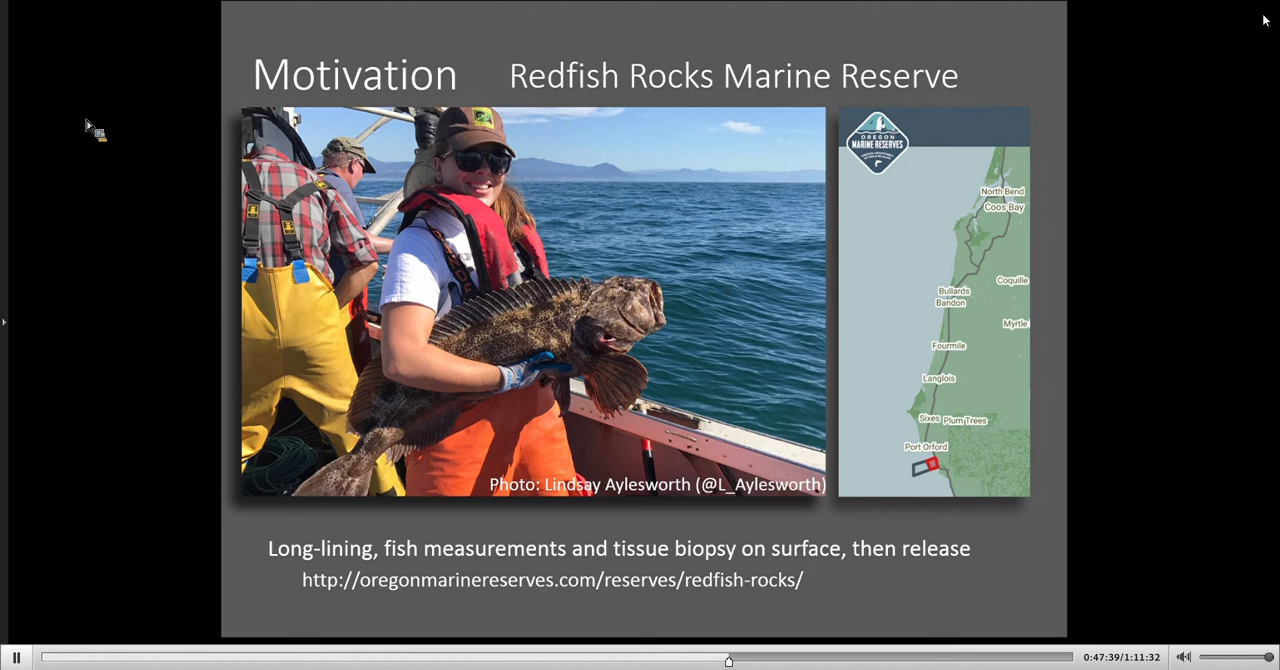 Motivation
Redfish Rocks Marine Reserve
OREGON
MARINE RESERVES
North Bend
Coos Bay
Coquille
Bullards
Bandon
Myrtle
Fourmile
Langlois
Sixes
Plum Trees
Port Orford
Photo: Lindsay Aylesworth (@L_Aylesworth)
Long-lining, fish measurements and tissue biopsy on surface, then release
http://oregonmarinereserves.com/reserves/redfish-rocks/
0:47:39/1:11:32